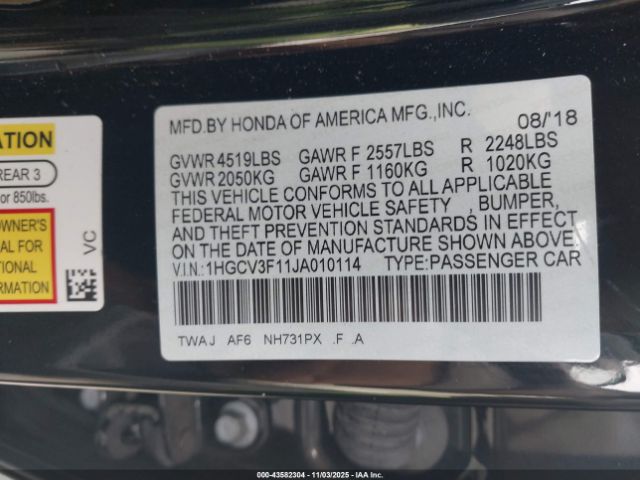 ATION
REAR 3
or 850lbs.
OWNER'S
AL FOR
TIONAL
ORMATION
VC
MFD.BY HONDA OF AMERICA MFG.,INC. 08/'18
GVWR 4519LBS GAWR F 2557LBS R 2248LBS
GVWR 2050KG GAWR F 1160KG R 1020KG
THIS VEHICLE CONFORMS TO ALL APPLICABLE
FEDERAL MOTOR VEHICLE SAFETY , BUMPER,
AND THEFT PREVENTION STANDARDS IN EFFECT
ON THE DATE OF MANUFACTURE SHOWN ABOVE.
V.I.N.:1HGCV3F11JA010114 TYPE:PASSENGER CAR
TWAJ AF6 NH731PX .F .A
000-43582304 - 11/03/2025 - IAA Inc.